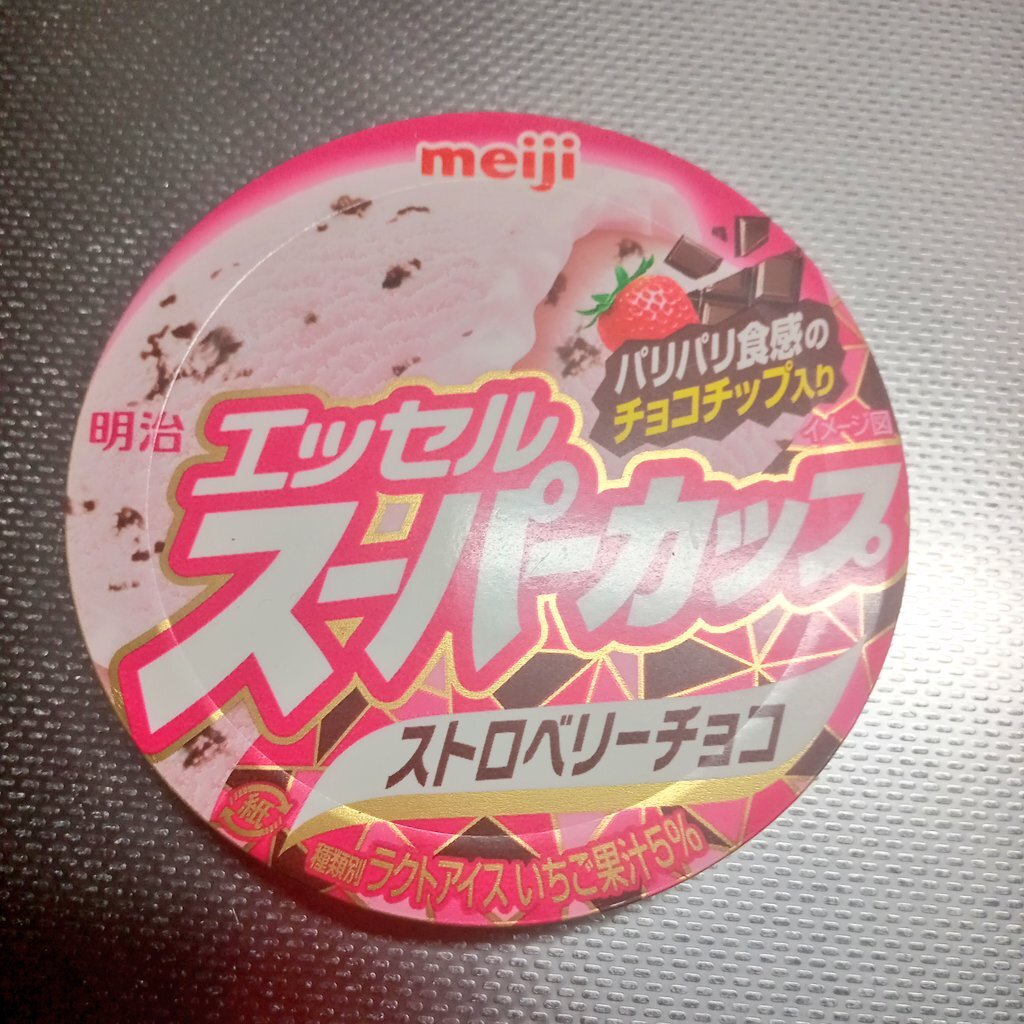 meiji
パリパリ食感の
チョコチップ入り
イメージ図
明治
エッセル
スーパーカップ
ストロベリーチョコ
紙
種類別 ラクトアイス いちご果汁5%